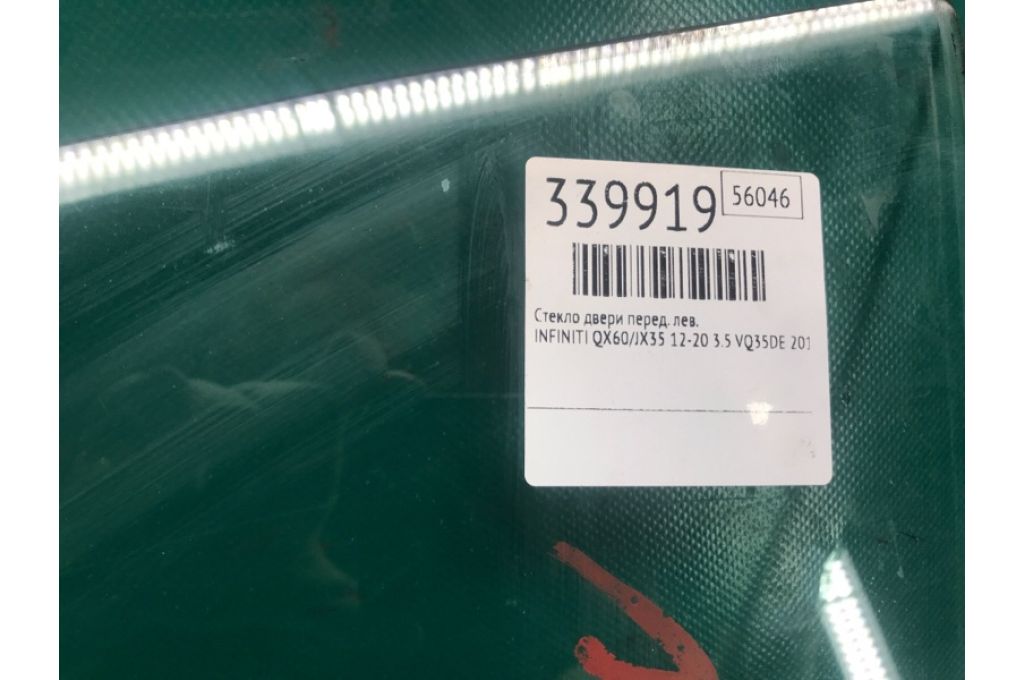 339919
56046
Стекло двери перед. лев.
INFINITI QX60/JX35 12-20 3.5 VQ35DE 201